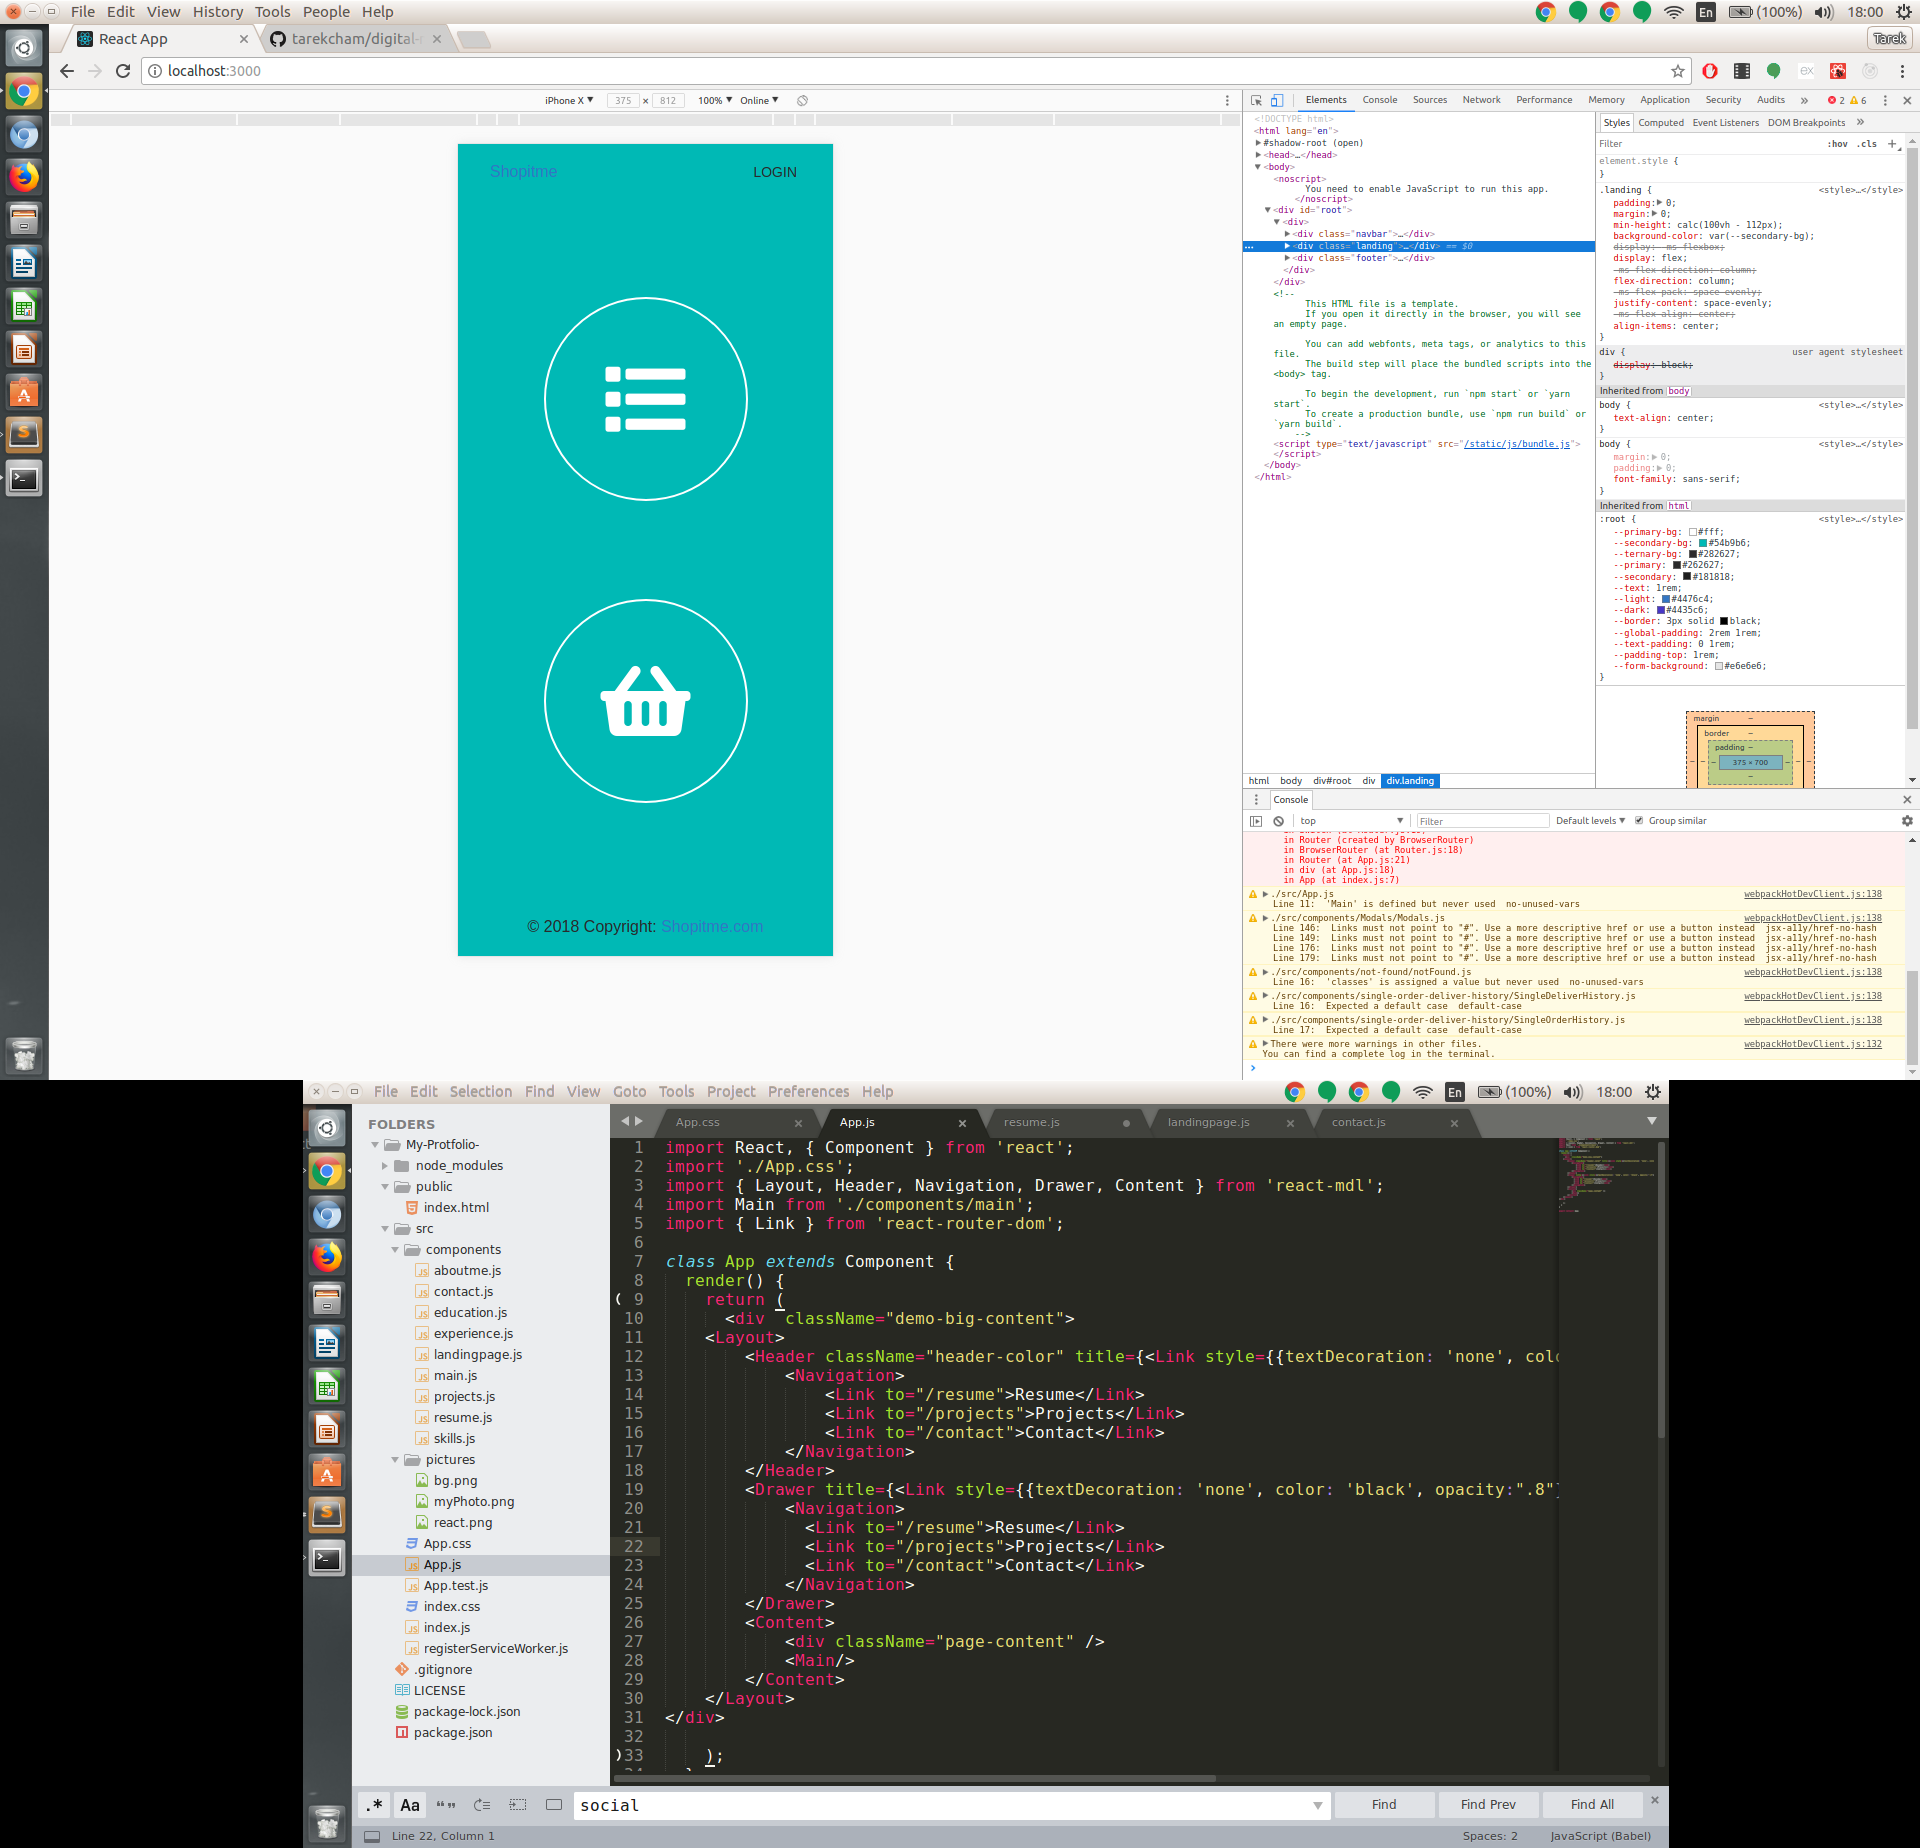 File Edit View History Tools People Help
En (100%) 18:00
React App
tarekcham/digital-
Tarek
localhost:3000
iPhone X 375 × 812 100% Online
Elements Console Sources Network Performance Memory Application Security Audits » 2 6
Shopitme LOGIN
© 2018 Copyright: Shopitme.com
<!DOCTYPE html>
<html lang="en">
#shadow-root (open)
<head>…</head>
<body>
<noscript>
You need to enable JavaScript to run this app.
</noscript>
<div id="root">
<div>
<div class="navbar">…</div>
… <div class="landing">…</div> == $0
<div class="footer">…</div>
</div>
</div>
<!--
This HTML file is a template.
If you open it directly in the browser, you will see
an empty page.
You can add webfonts, meta tags, or analytics to this
file.
The build step will place the bundled scripts into the
<body> tag.
To begin the development, run `npm start` or `yarn
start`.
To create a production bundle, use `npm run build` or
`yarn build`.
-->
<script type="text/javascript" src="/static/js/bundle.js">
</script>
</body>
</html>
html body div#root div div.landing
Styles Computed Event Listeners DOM Breakpoints »
Filter :hov .cls +
element.style {
}
.landing { <style>…</style>
padding: 0;
margin: 0;
min-height: calc(100vh - 112px);
background-color: var(--secondary-bg);
display: -ms-flexbox;
display: flex;
-ms-flex-direction: column;
flex-direction: column;
-ms-flex-pack: space-evenly;
justify-content: space-evenly;
-ms-flex-align: center;
align-items: center;
}
div { user agent stylesheet
display: block;
}
Inherited from body
body { <style>…</style>
text-align: center;
}
body { <style>…</style>
margin: 0;
padding: 0;
font-family: sans-serif;
}
Inherited from html
:root { <style>…</style>
--primary-bg: #fff;
--secondary-bg: #54b9b6;
--ternary-bg: #282627;
--primary: #262627;
--secondary: #181818;
--text: 1rem;
--light: #4476c4;
--dark: #4435c6;
--border: 3px solid black;
--global-padding: 2rem 1rem;
--text-padding: 0 1rem;
--padding-top: 1rem;
--form-background: #e6e6e6;
}
margin –
border –
padding –
– – – 375 × 700 – – –
–
Console
top Filter Default levels Group similar
in Router (created by BrowserRouter)
in BrowserRouter (at Router.js:18)
in Router (at App.js:21)
in div (at App.js:18)
in App (at index.js:7)
./src/App.js webpackHotDevClient.js:138
Line 11: 'Main' is defined but never used no-unused-vars
./src/components/Modals/Modals.js webpackHotDevClient.js:138
Line 146: Links must not point to "#". Use a more descriptive href or use a button instead jsx-a11y/href-no-hash
Line 149: Links must not point to "#". Use a more descriptive href or use a button instead jsx-a11y/href-no-hash
Line 176: Links must not point to "#". Use a more descriptive href or use a button instead jsx-a11y/href-no-hash
Line 179: Links must not point to "#". Use a more descriptive href or use a button instead jsx-a11y/href-no-hash
./src/components/not-found/notFound.js webpackHotDevClient.js:138
Line 16: 'classes' is assigned a value but never used no-unused-vars
./src/components/single-order-deliver-history/SingleDeliverHistory.js webpackHotDevClient.js:138
Line 16: Expected a default case default-case
./src/components/single-order-deliver-history/SingleOrderHistory.js webpackHotDevClient.js:138
Line 17: Expected a default case default-case
There were more warnings in other files. webpackHotDevClient.js:132
You can find a complete log in the terminal.
>
File Edit Selection Find View Goto Tools Project Preferences Help
En (100%) 18:00
FOLDERS
My-Protfolio-
node_modules
public
index.html
src
components
aboutme.js
contact.js
education.js
experience.js
landingpage.js
main.js
projects.js
resume.js
skills.js
pictures
bg.png
myPhoto.png
react.png
App.css
App.js
App.test.js
index.css
index.js
registerServiceWorker.js
.gitignore
LICENSE
package-lock.json
package.json
App.css App.js resume.js landingpage.js contact.js
1 import React, { Component } from 'react';
2 import './App.css';
3 import { Layout, Header, Navigation, Drawer, Content } from 'react-mdl';
4 import Main from './components/main';
5 import { Link } from 'react-router-dom';
6
7 class App extends Component {
8 render() {
9 return (
10 <div className="demo-big-content">
11 <Layout>
12 <Header className="header-color" title={<Link style={{textDecoration: 'none', colo
13 <Navigation>
14 <Link to="/resume">Resume</Link>
15 <Link to="/projects">Projects</Link>
16 <Link to="/contact">Contact</Link>
17 </Navigation>
18 </Header>
19 <Drawer title={<Link style={{textDecoration: 'none', color: 'black', opacity:".8"}
20 <Navigation>
21 <Link to="/resume">Resume</Link>
22 <Link to="/projects">Projects</Link>
23 <Link to="/contact">Contact</Link>
24 </Navigation>
25 </Drawer>
26 <Content>
27 <div className="page-content" />
28 <Main/>
29 </Content>
30 </Layout>
31 </div>
32
33 );
.* Aa social Find Find Prev Find All
Line 22, Column 1 Spaces: 2 JavaScript (Babel)